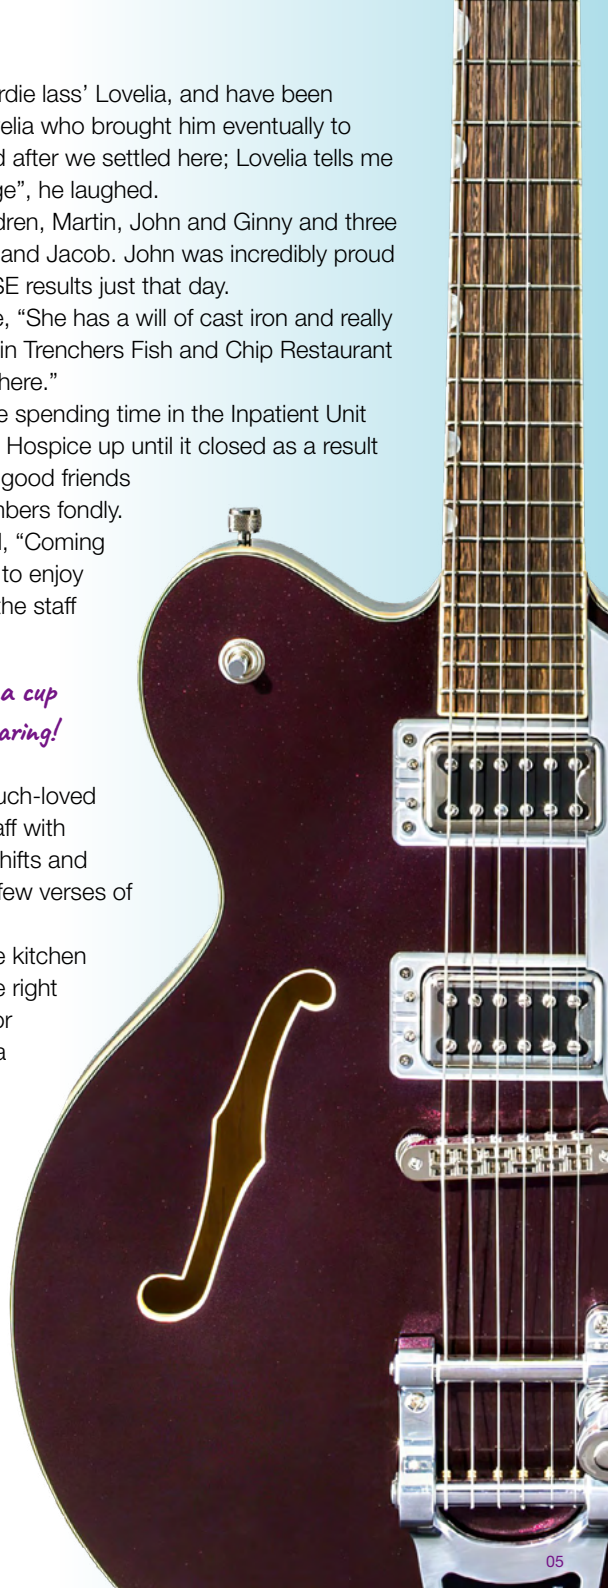 rdie lass’ Lovelia, and have been
elia who brought him eventually to
d after we settled here; Lovelia tells me
ge”, he laughed.
dren, Martin, John and Ginny and three
and Jacob. John was incredibly proud
SE results just that day.
e, “She has a will of cast iron and really
in Trenchers Fish and Chip Restaurant
here.”
e spending time in the Inpatient Unit
Hospice up until it closed as a result
good friends
mbers fondly.
l, “Coming
to enjoy
the staff
a cup
aring!
uch-loved
aff with
hifts and
few verses of
e kitchen
e right
or
a
05